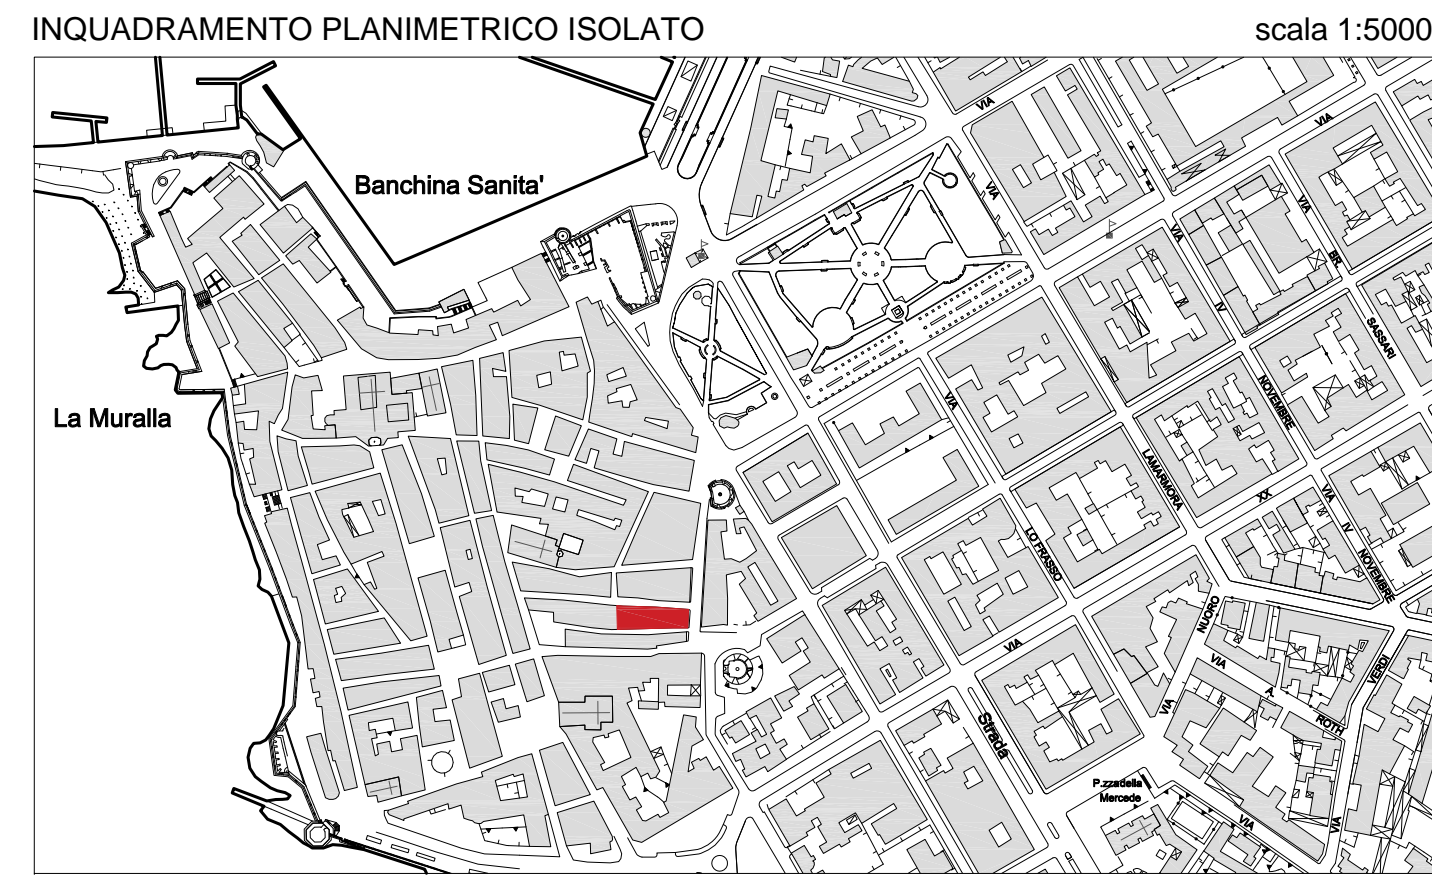 INQUADRAMENTO PLANIMETRICO ISOLATO
scala 1:5000
VIA
VIA
Banchina Sanita'
VIA
VIA
VIA
BR.
IV
SASSARI
La Muralla
VIA
NOVEMBRE
LAMARMORA
XX
VIA
IV
NOVEMBRE
LO FRASSO
NUORO
VIA
VIA
A.
ROTH
VERDI
VIA
Strada
P.zzadella
Mercede
VIA
VIA